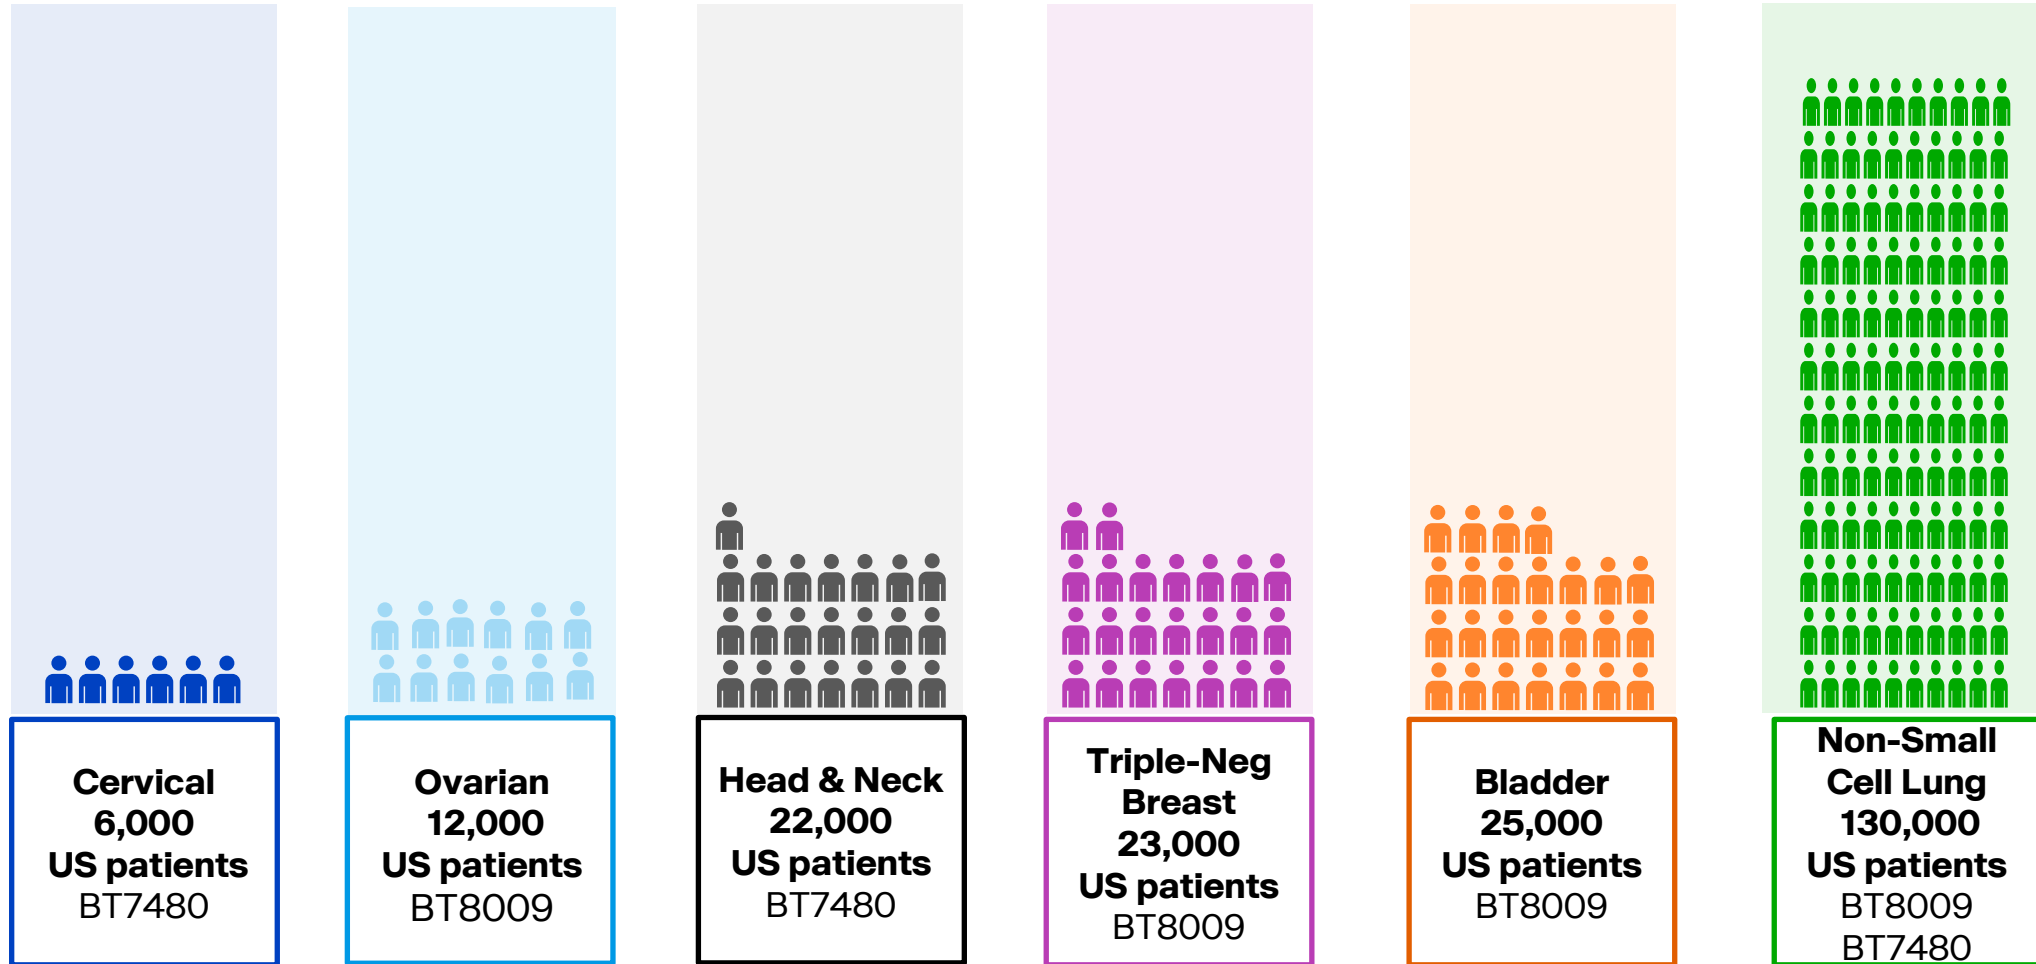 Cervical
6,000
US patients
BT7480
Ovarian
12,000
US patients
BT8009
Head & Neck
22,000
US patients
BT7480
Triple-Neg
Breast
23,000
US patients
BT8009
Bladder
25,000
US patients
BT8009
Non-Small
Cell Lung
130,000
US patients
BT8009
BT7480